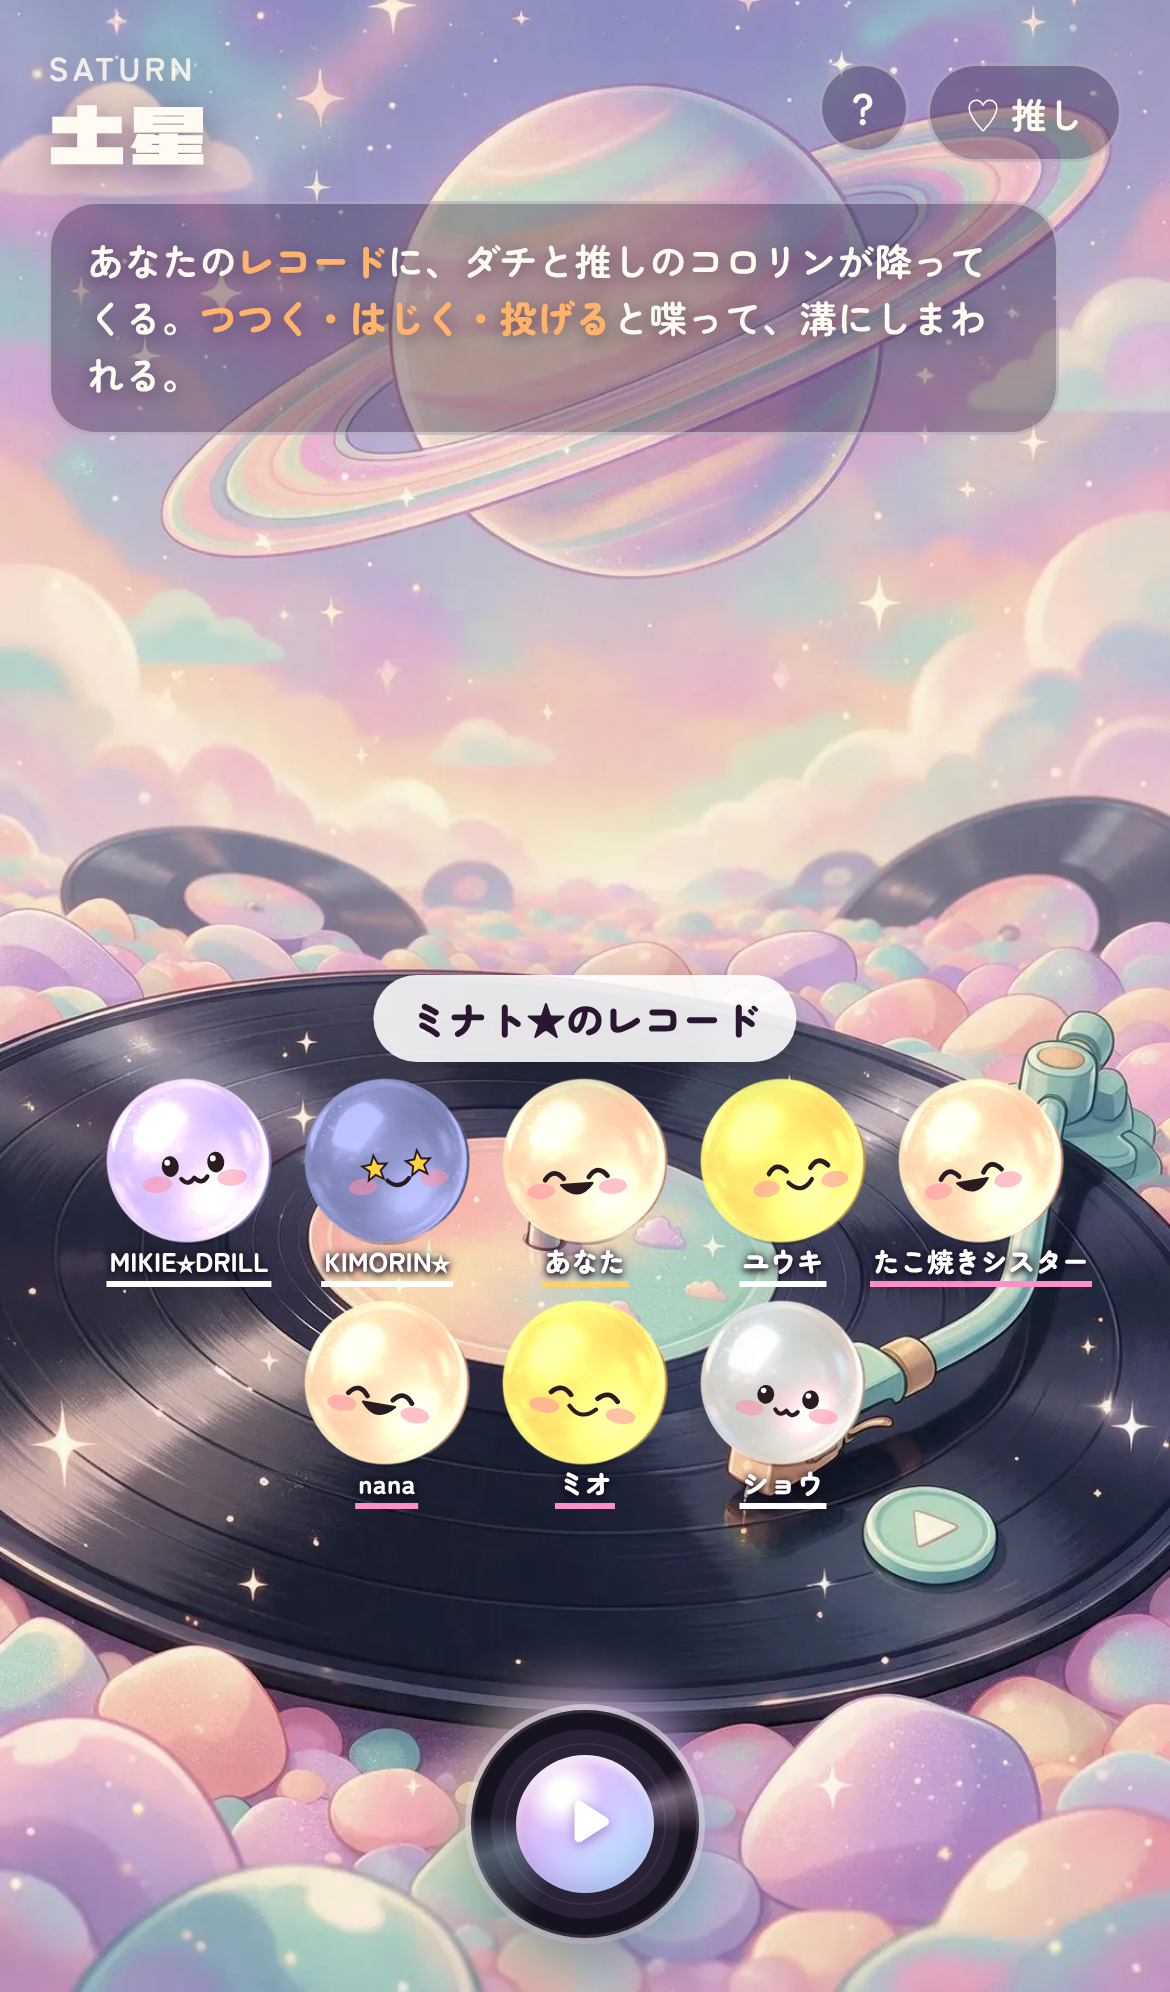 SATURN
土星
?
♡ 推し
あなたのレコードに、ダチと推しのコロリンが降って
くる。つつく・はじく・投げると喋って、溝にしまわ
れる。
ミナト★のレコード
MIKIE★DRILL
KIMORIN★
あなた
ユウキ
たこ焼きシスター
nana
ミオ
ショウ